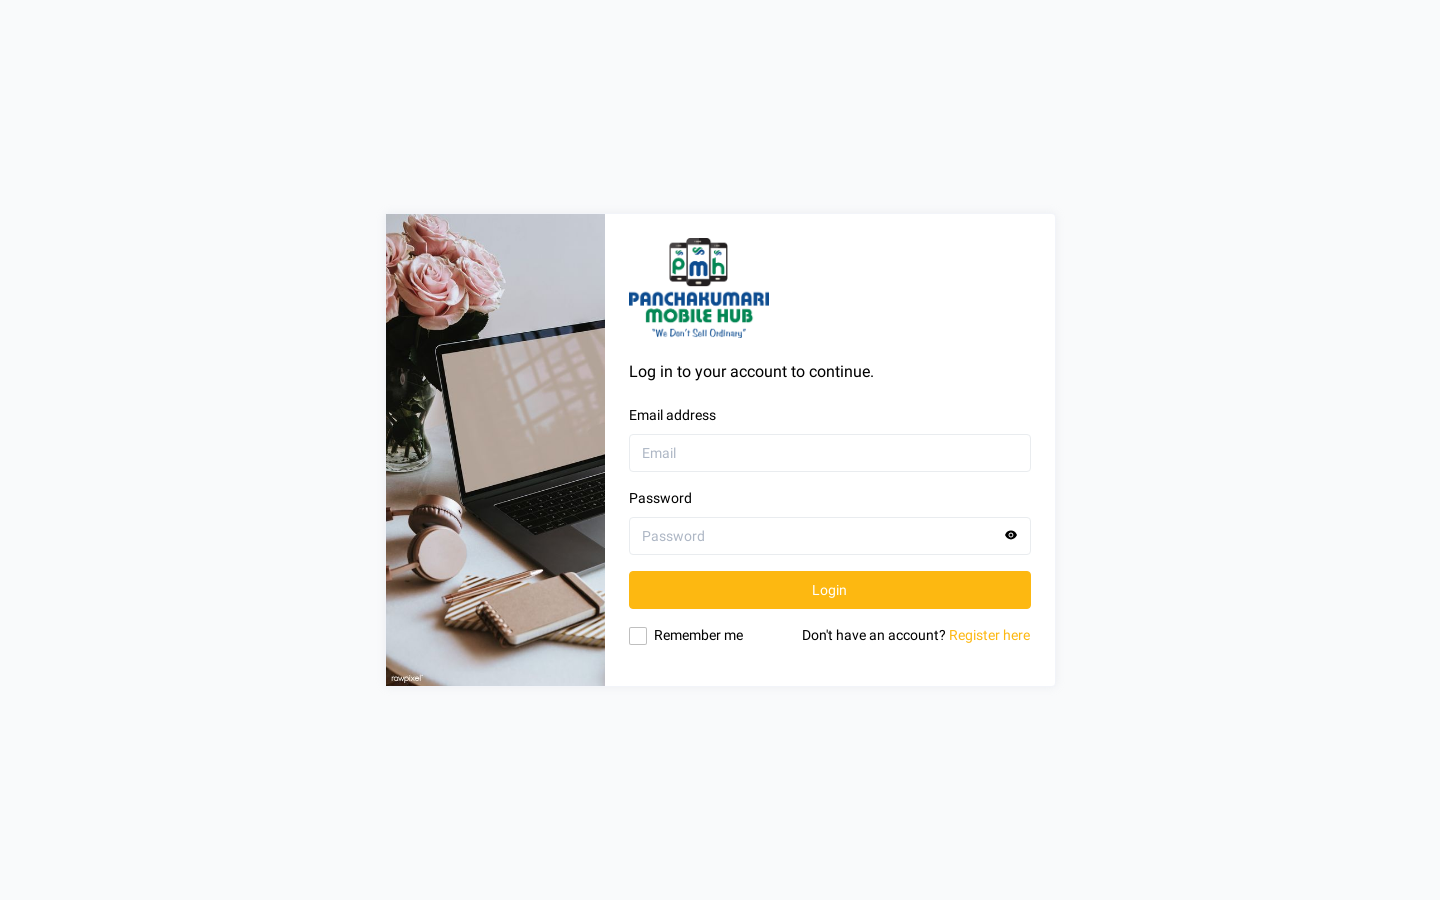 pmh
PANCHAKUMARI
MOBILE HUB
"We Don't Sell Ordinary"
Log in to your account to continue.
Email address
Email
Password
Password
Login
Remember me
Don't have an account? Register here
rawpixel